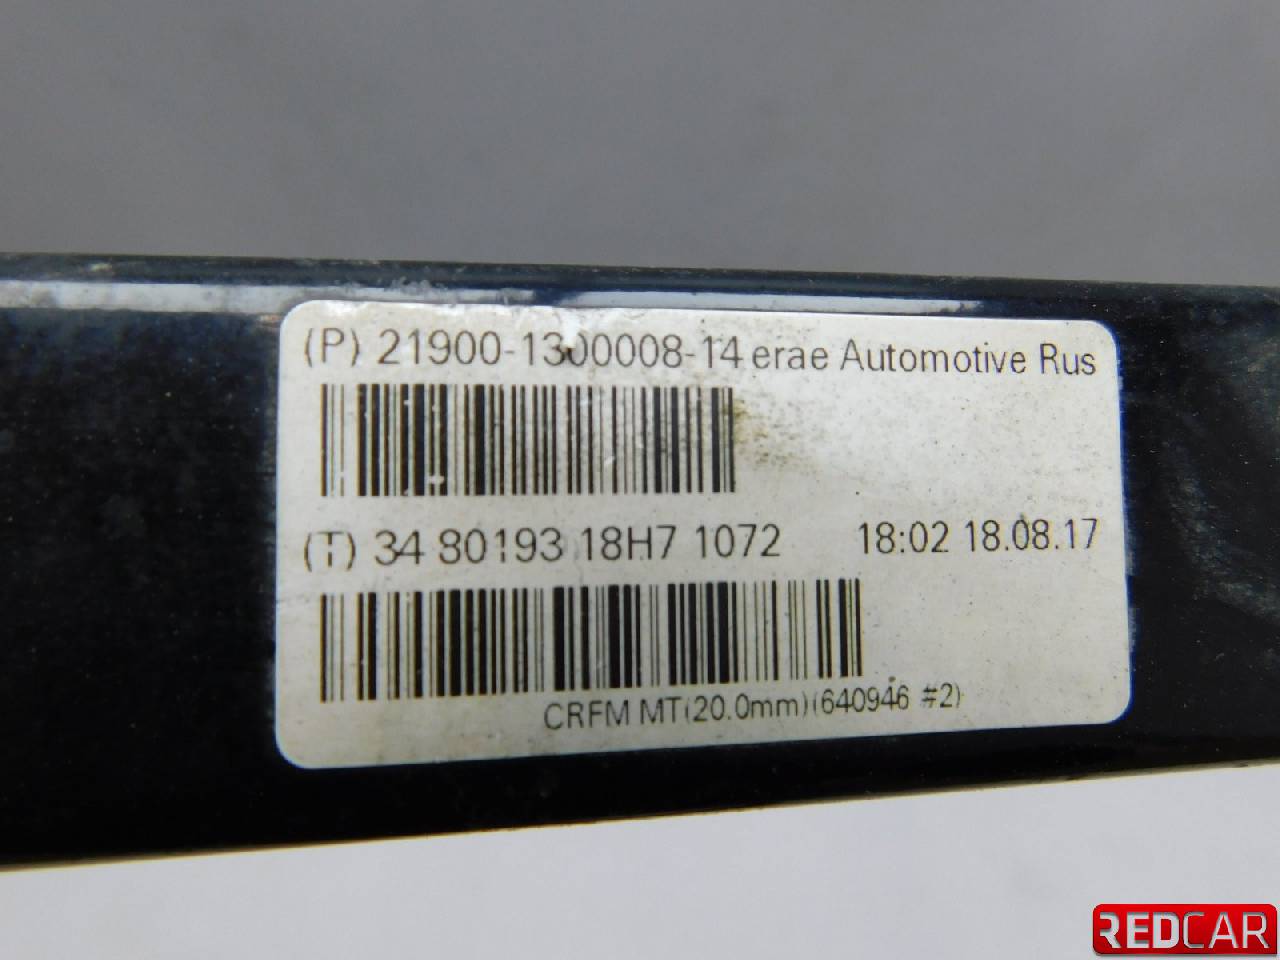 (P) 21900-1300008-14 erae Automotive Rus
(T) 34 80193 18H7 1072 18:02 18.08.17
CRFM MT(20.0mm)(640946 #2)
REDCAR